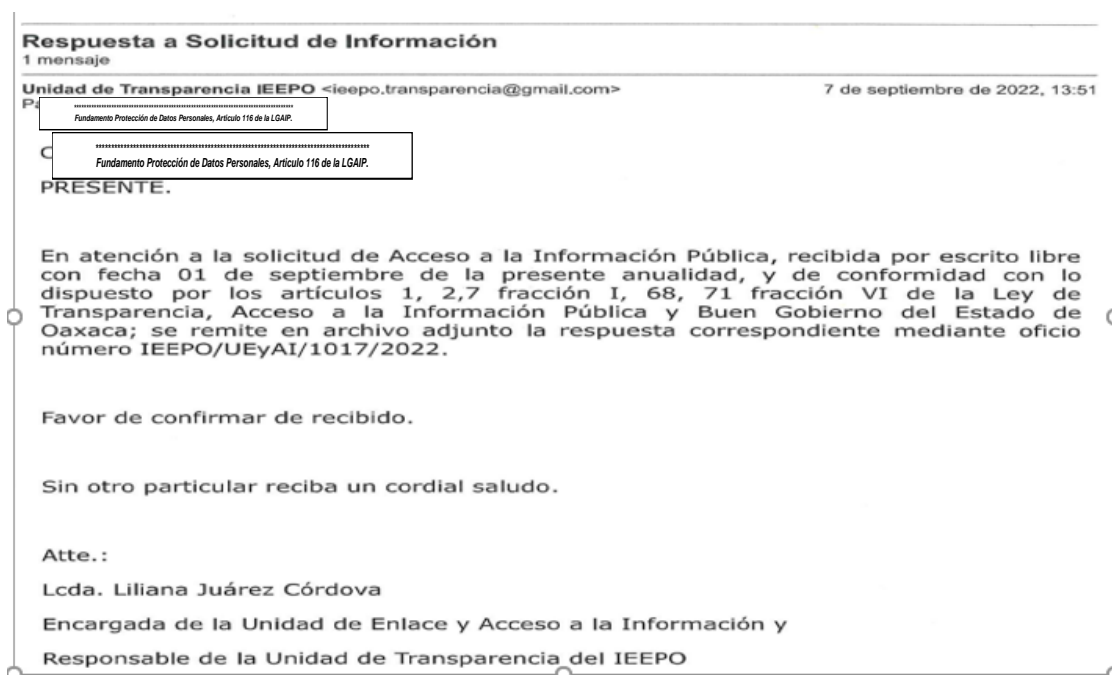 Respuesta a Solicitud de Información
1 mensaje
Unidad de Transparencia IEEPO <ieepo.transparencia@gmail.com> 7 de septiembre de 2022, 13:51
Fundamento Protección de Datos Personales, Articulo 116 de la LGAIP.
Fundamento Protección de Datos Personales, Articulo 116 de la LGAIP.
PRESENTE.
En atención a la solicitud de Acceso a la Información Pública, recibida por escrito libre
con fecha 01 de septiembre de la presente anualidad, y de conformidad con lo
dispuesto por los artículos 1, 2,7 fracción I, 68, 71 fracción VI de la Ley de
Transparencia, Acceso a la Información Pública y Buen Gobierno del Estado de
Oaxaca; se remite en archivo adjunto la respuesta correspondiente mediante oficio
número IEEPO/UEyAI/1017/2022.
Favor de confirmar de recibido.
Sin otro particular reciba un cordial saludo.
Atte.:
Lcda. Liliana Juárez Córdova
Encargada de la Unidad de Enlace y Acceso a la Información y
Responsable de la Unidad de Transparencia del IEEPO